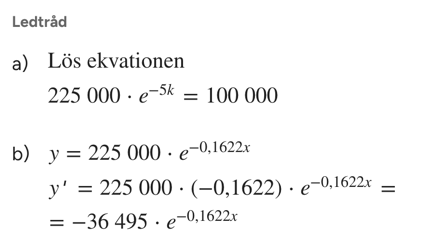 Ledtråd
a) Lös ekvationen
225 000 · e^{−5k} = 100 000
b) y = 225 000 · e^{−0,1622x}
y' = 225 000 · (−0,1622) · e^{−0,1622x} =
= −36 495 · e^{−0,1622x}